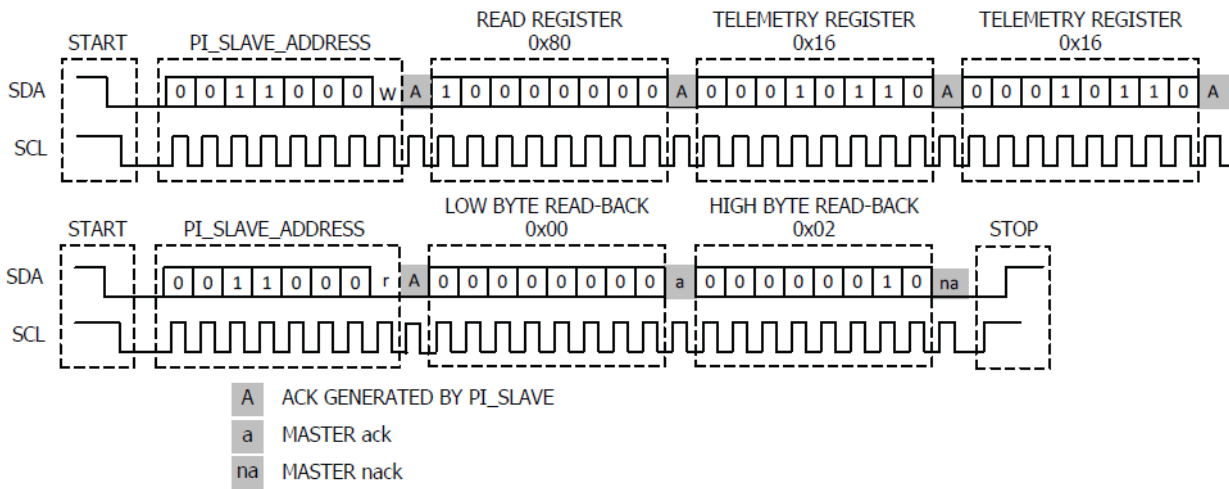 READ REGISTER TELEMETRY REGISTER TELEMETRY REGISTER
START PI_SLAVE_ADDRESS 0x80 0x16 0x16
SDA 0 0 1 1 0 0 0 w A 1 0 0 0 0 0 0 0 A 0 0 0 1 0 1 1 0 A 0 0 0 1 0 1 1 0 A
SCL
LOW BYTE READ-BACK HIGH BYTE READ-BACK
START PI_SLAVE_ADDRESS 0x00 0x02 STOP
SDA 0 0 1 1 0 0 0 r A 0 0 0 0 0 0 0 0 a 0 0 0 0 0 0 1 0 na
SCL
A ACK GENERATED BY PI_SLAVE
a MASTER ack
na MASTER nack